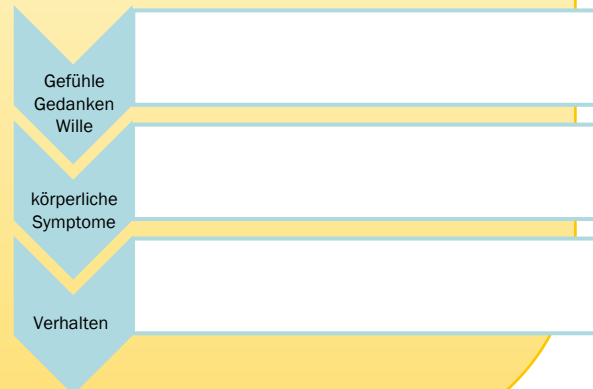 Gefühle
Gedanken
Wille
körperliche
Symptome
Verhalten